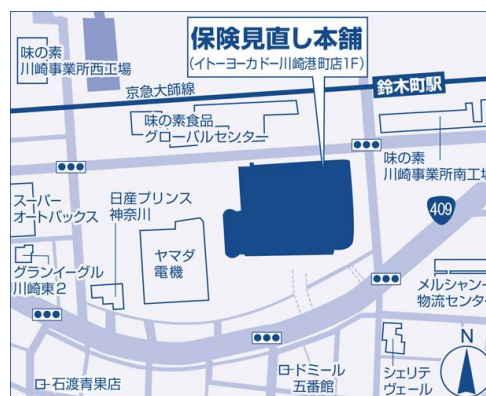 保険見直し本舗
(イトーヨーカドー川崎港町店1F)
味の素
川崎事業所西工場
京急大師線
鈴木町駅
味の素食品
グローバルセンター
味の素
川崎事業所南工場
スーパー
オートバックス
日産プリンス
神奈川
ヤマダ
電機
409
グランイーグル
川崎東2
メルシャン
物流センター
N
石渡青果店
ロードミール
五番館
シェリテ
ヴェール